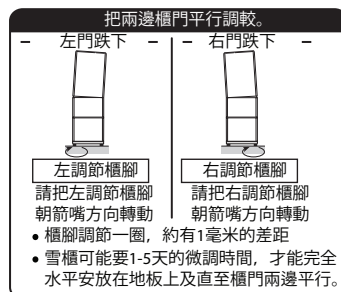 把兩邊櫃門平行調較。
左門跌下
右門跌下
左調節櫃腳
右調節櫃腳
請把左調節櫃腳
朝箭嘴方向轉動
請把右調節櫃腳
朝箭嘴方向轉動
• 櫃腳調節一圈，約有1毫米的差距
• 雪櫃可能要1-5天的微調時間，才能完全
水平安放在地板上及直至櫃門兩邊平行。